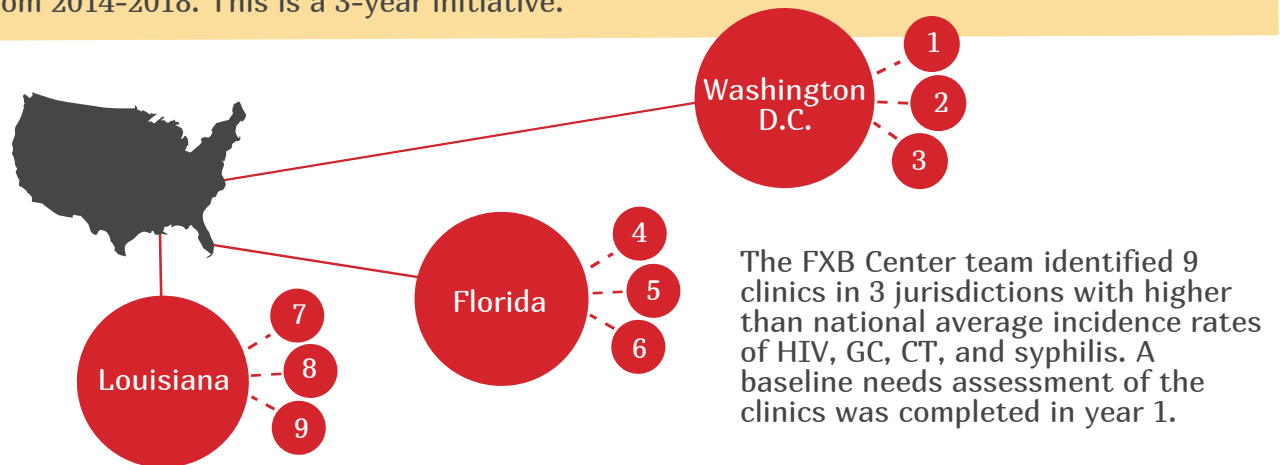 from 2014-2018. This is a 3-year initiative.
Washington
D.C.
1
2
3
Florida
4
5
6
Louisiana
7
8
9
The FXB Center team identified 9
clinics in 3 jurisdictions with higher
than national average incidence rates
of HIV, GC, CT, and syphilis. A
baseline needs assessment of the
clinics was completed in year 1.